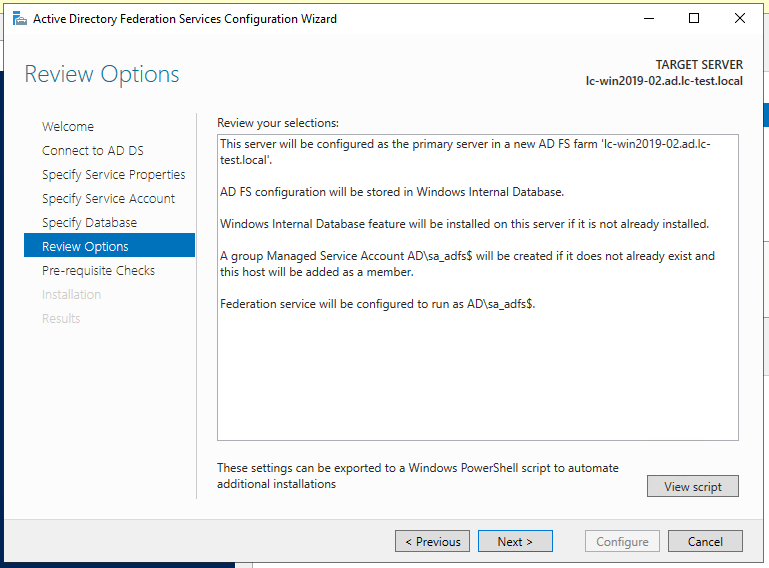 Active Directory Federation Services Configuration Wizard
Review Options
TARGET SERVER
lc-win2019-02.ad.lc-test.local
Welcome
Connect to AD DS
Specify Service Properties
Specify Service Account
Specify Database
Review Options
Pre-requisite Checks
Installation
Results
Review your selections:
This server will be configured as the primary server in a new AD FS farm 'lc-win2019-02.ad.lc-
test.local'.
AD FS configuration will be stored in Windows Internal Database.
Windows Internal Database feature will be installed on this server if it is not already installed.
A group Managed Service Account AD\sa_adfs$ will be created if it does not already exist and
this host will be added as a member.
Federation service will be configured to run as AD\sa_adfs$.
These settings can be exported to a Windows PowerShell script to automate
additional installations
View script
< Previous
Next >
Configure
Cancel